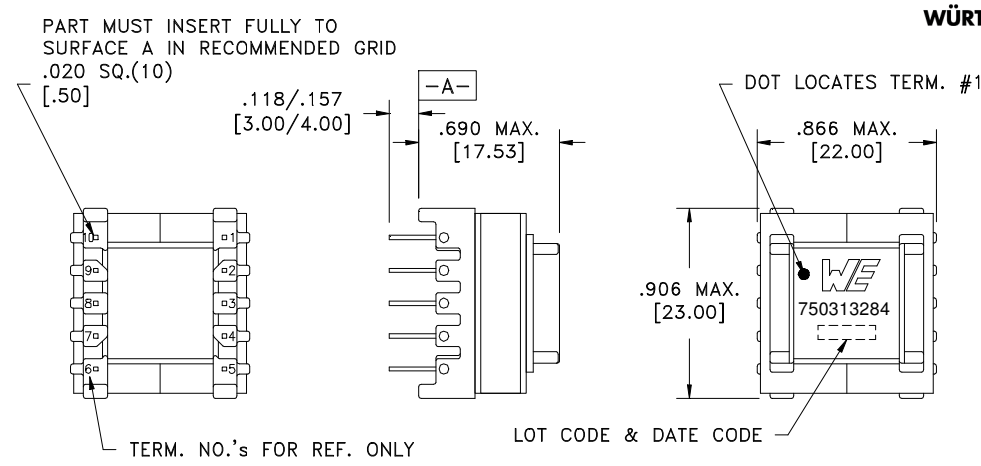 PART MUST INSERT FULLY TO
SURFACE A IN RECOMMENDED GRID
.020 SQ.(10)
[.50]
.118/.157
[3.00/4.00]
-A-
.690 MAX.
[17.53]
WÜRT
DOT LOCATES TERM. #1
.866 MAX.
[22.00]
10
1
9
2
8
3
7
4
6
5
.906 MAX.
[23.00]
WE
750313284
TERM. NO.'s FOR REF. ONLY
LOT CODE & DATE CODE